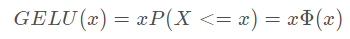 GELU(x) = xP(X <= x) = xΦ(x)